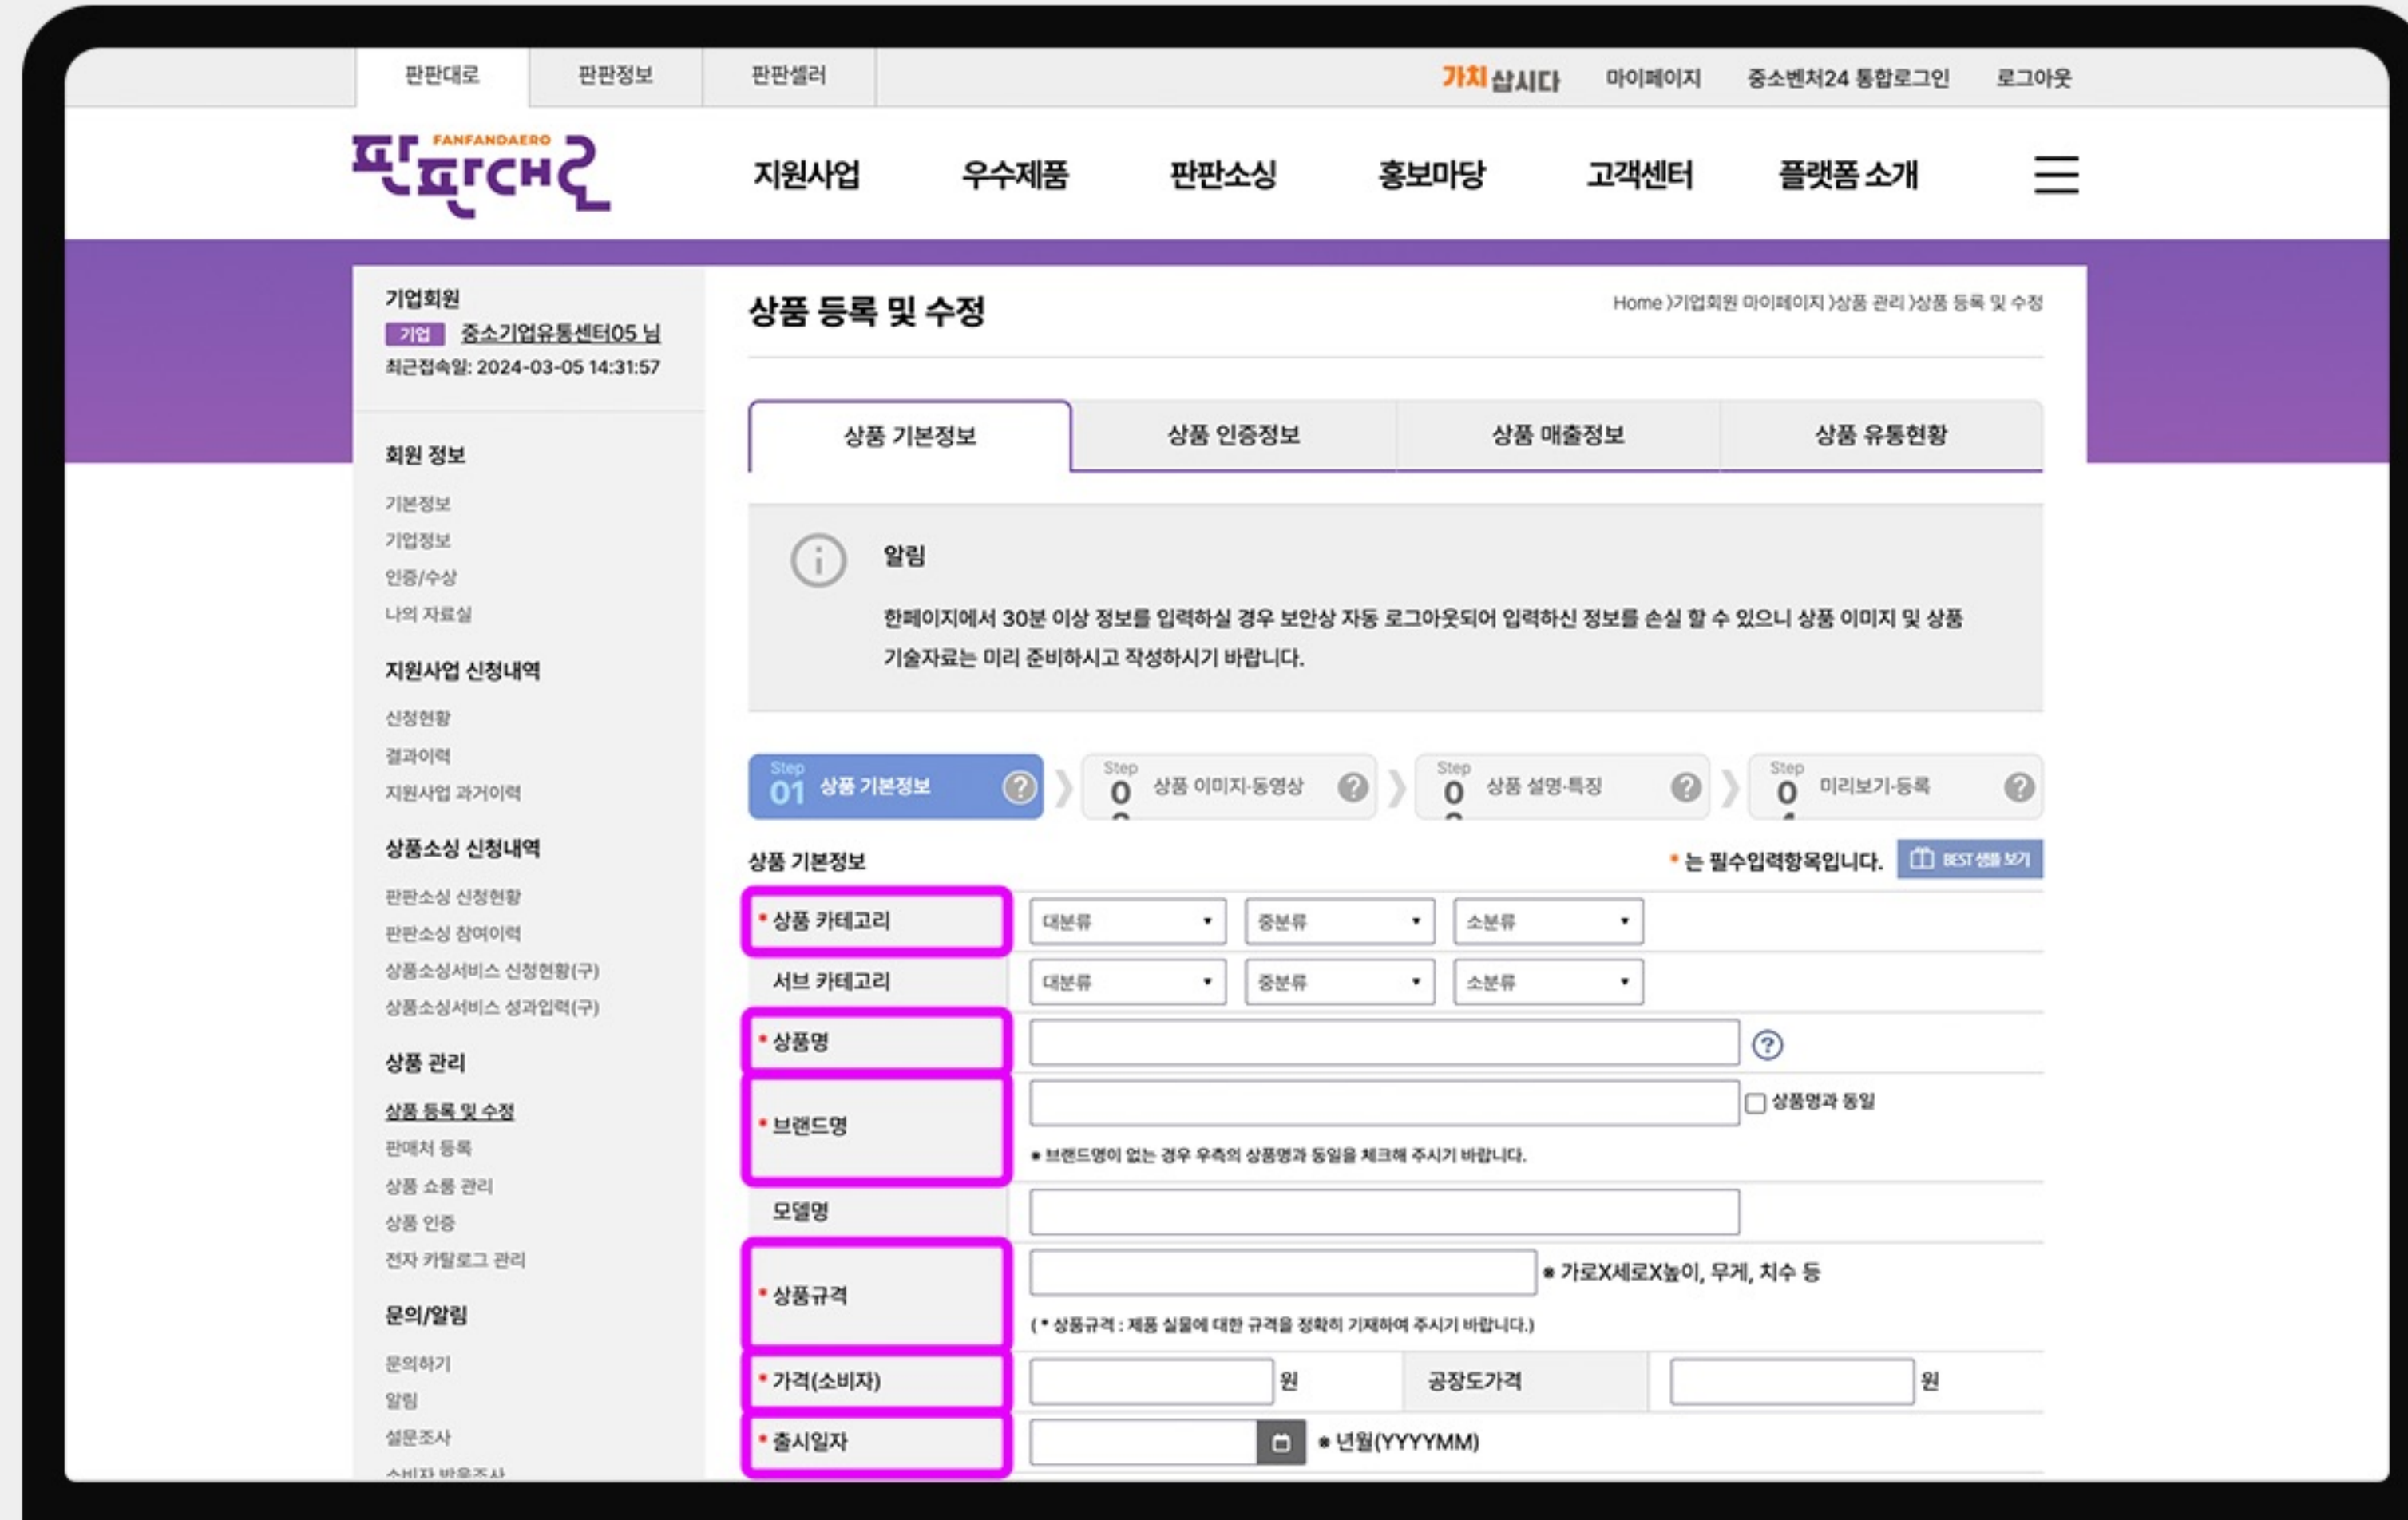 판판대로 판판정보 판판셀러 가치삽시다 마이페이지 중소벤처24 통합로그인 로그아웃
FANFANDAERO
판판대로 지원사업 우수제품 판판소싱 홍보마당 고객센터 플랫폼 소개
기업회원
기업 중소기업유통센터05 님
최근접속일: 2024-03-05 14:31:57
회원 정보
기본정보
기업정보
인증/수상
나의 자료실
지원사업 신청내역
신청현황
결과이력
지원사업 과거이력
상품소싱 신청내역
판판소싱 신청현황
판판소싱 참여이력
상품소싱서비스 신청현황(구)
상품소싱서비스 성과입력(구)
상품 관리
상품 등록 및 수정
판매처 등록
상품 쇼룸 관리
상품 인증
전자 카탈로그 관리
문의/알림
문의하기
알림
설문조사
상품 등록 및 수정
Home 〉기업회원 마이페이지 〉상품 관리 〉상품 등록 및 수정
상품 기본정보 상품 인증정보 상품 매출정보 상품 유통현황
알림
한페이지에서 30분 이상 정보를 입력하실 경우 보안상 자동 로그아웃되어 입력하신 정보를 손실 할 수 있으니 상품 이미지 및 상품
기술자료는 미리 준비하시고 작성하시기 바랍니다.
Step 01 상품 기본정보 ? Step 0 상품 이미지·동영상 ? Step 0 상품 설명·특징 ? Step 0 미리보기·등록 ?
상품 기본정보 * 는 필수입력항목입니다. BEST 샘플 보기
* 상품 카테고리 대분류 중분류 소분류
서브 카테고리 대분류 중분류 소분류
* 상품명 ?
* 브랜드명 상품명과 동일
※ 브랜드명이 없는 경우 우측의 상품명과 동일을 체크해 주시기 바랍니다.
모델명
* 상품규격 ※ 가로X세로X높이, 무게, 치수 등
( * 상품규격 : 제품 실물에 대한 규격을 정확히 기재하여 주시기 바랍니다.)
* 가격(소비자) 원 공장도가격 원
* 출시일자 ※ 년월(YYYYMM)